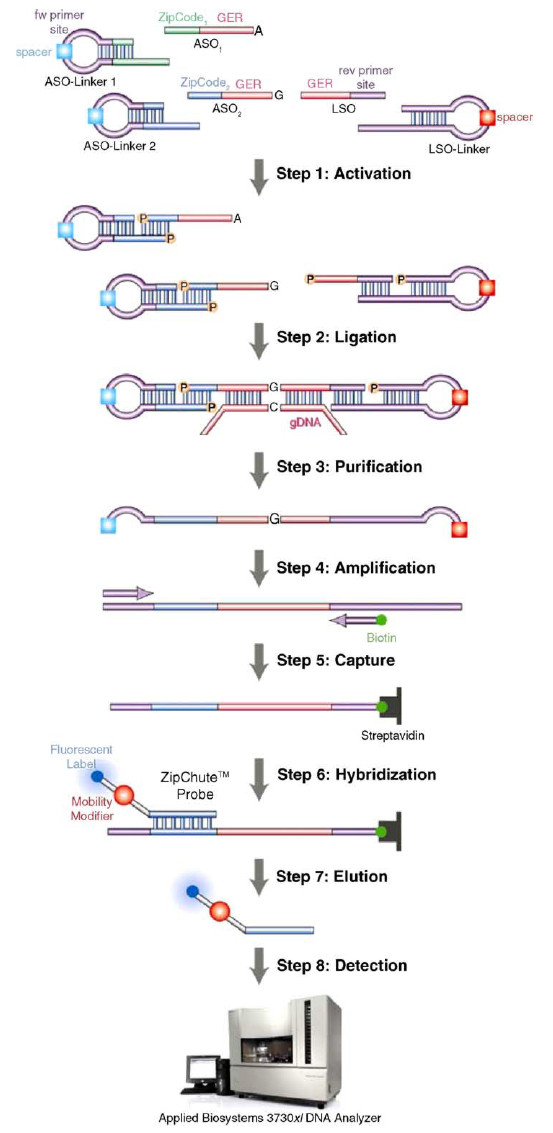 fw primer
site
ZipCode1 GER
A
ASO1
spacer
ASO-Linker 1
rev primer
site
ZipCode2 GER
G
GER
ASO2
LSO
spacer
ASO-Linker 2
LSO-Linker
Step 1: Activation
P
A
P
P
G
P
P
P
Step 2: Ligation
P
G
P
P
C
gDNA
Step 3: Purification
G
Step 4: Amplification
Biotin
Step 5: Capture
Streptavidin
Fluorescent
Label
ZipChute™
Probe
Step 6: Hybridization
Mobility
Modifier
Step 7: Elution
Step 8: Detection
Applied Biosystems 3730xl DNA Analyzer